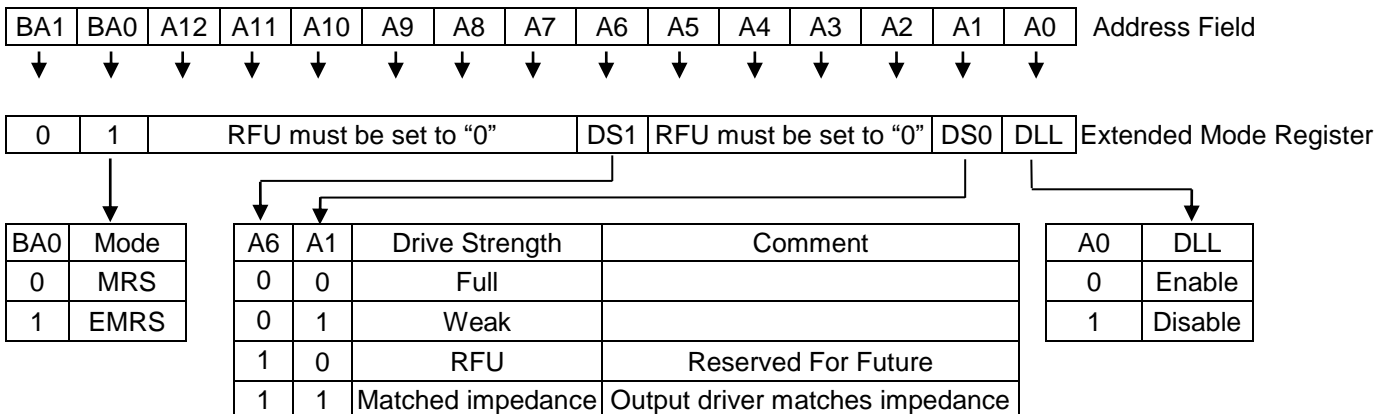 BA1 BA0 A12 A11 A10 A9 A8 A7 A6 A5 A4 A3 A2 A1 A0 Address Field
0 1 RFU must be set to “0” DS1 RFU must be set to “0” DS0 DLL Extended Mode Register
BA0 Mode A6 A1 Drive Strength Comment A0 DLL
0 MRS 0 0 Full 0 Enable
1 EMRS 0 1 Weak 1 Disable
1 0 RFU Reserved For Future
1 1 Matched impedance Output driver matches impedance